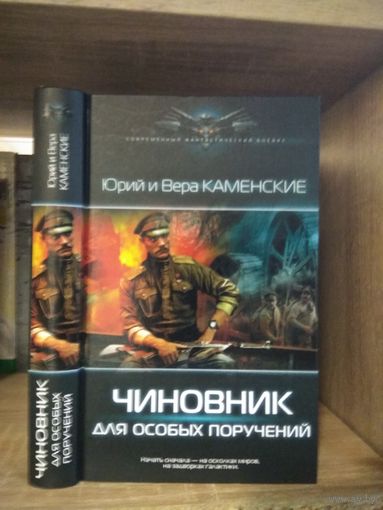 СОВРЕМЕННЫЙ ФАНТАСТИЧЕСКИЙ БОЕВИК
Юрий и Вера КАМЕНСКИЕ
ЧИНОВНИК
ДЛЯ ОСОБЫХ ПОРУЧЕНИЙ
Начать сначала — на осколках миров,
на задворках галактики.
Юрий и Вера
КАМЕНСКИЕ
ЧИНОВНИК
ДЛЯ ОСОБЫХ
ПОРУЧЕНИЙ